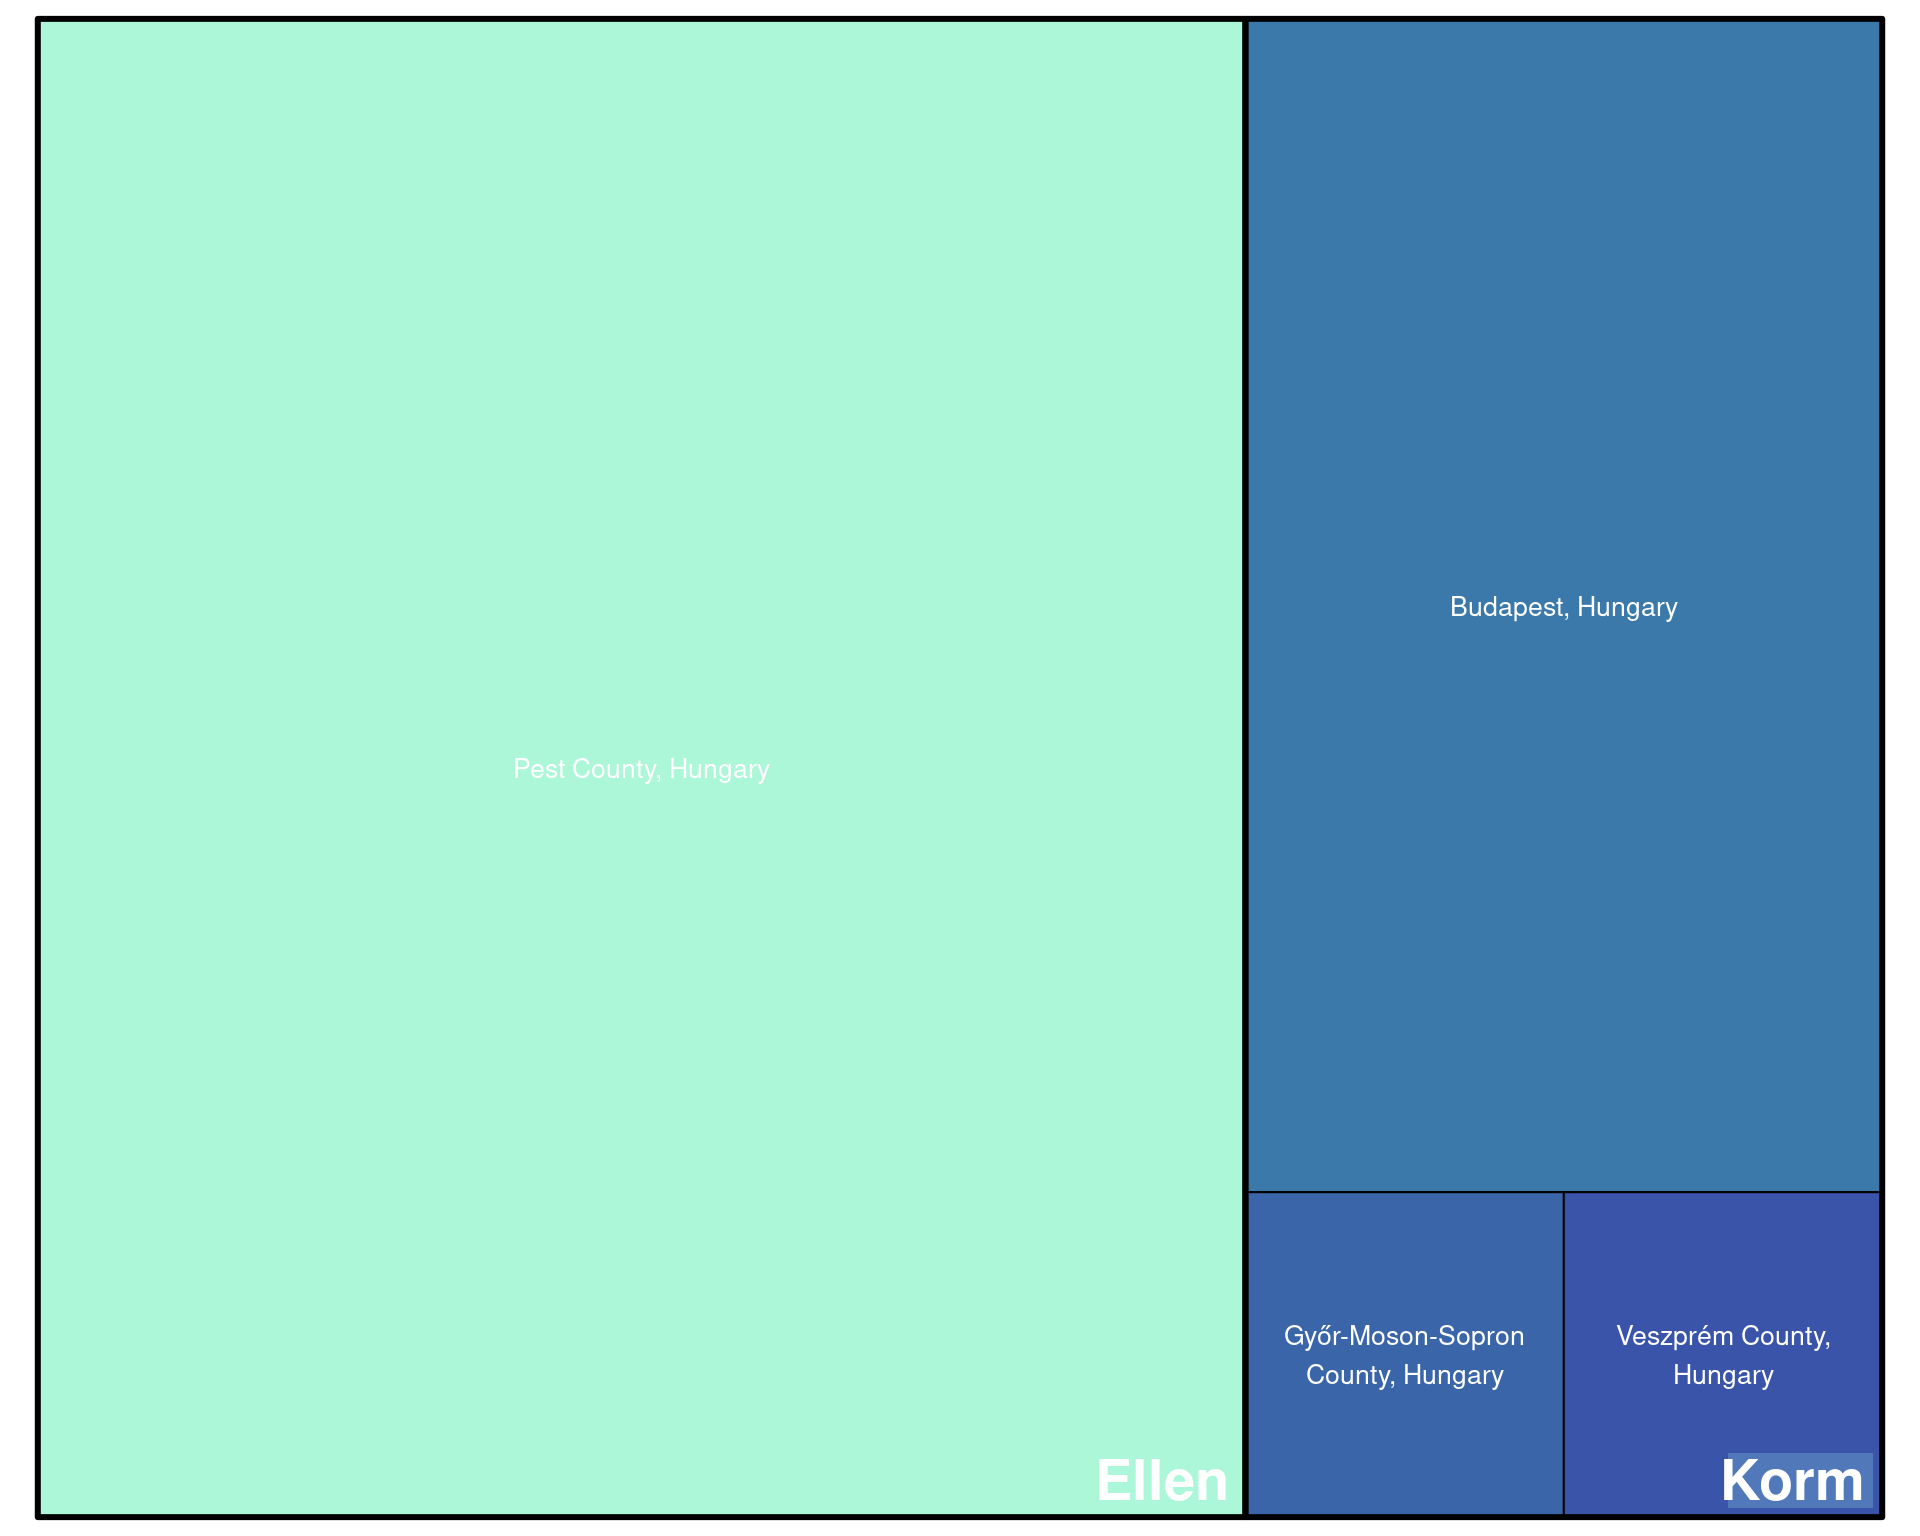 Pest County, Hungary
Ellen
Budapest, Hungary
Győr-Moson-Sopron
County, Hungary
Veszprém County,
Hungary
Korm